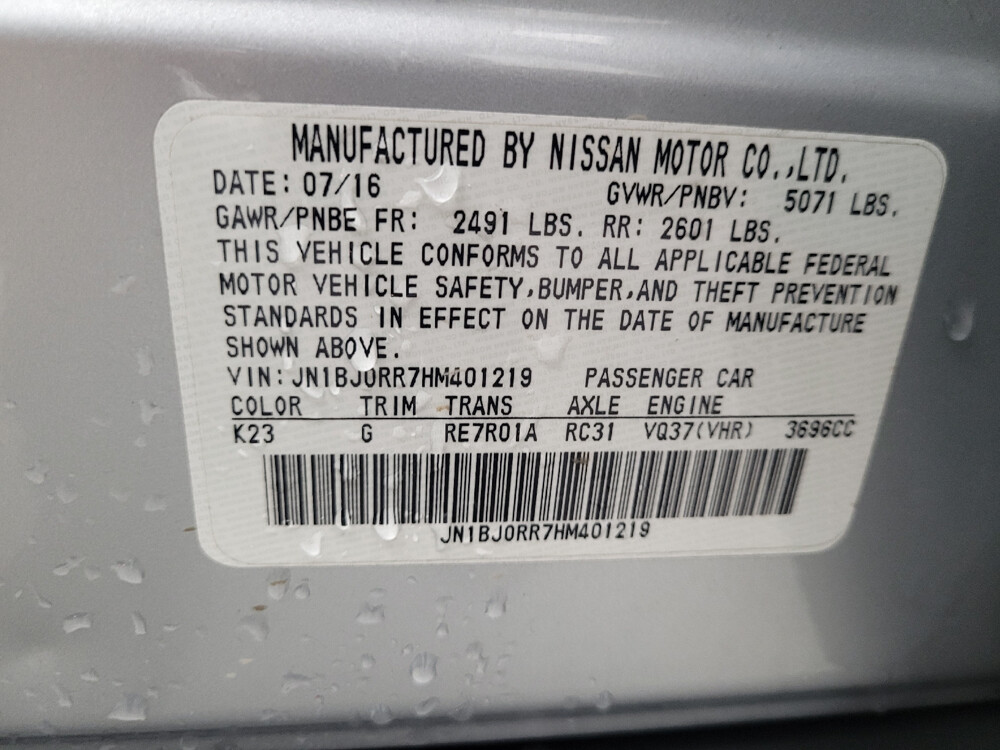 MANUFACTURED BY NISSAN MOTOR CO.,LTD.
DATE: 07/16 GVWR/PNBV: 5071 LBS.
GAWR/PNBE FR: 2491 LBS. RR: 2601 LBS.
THIS VEHICLE CONFORMS TO ALL APPLICABLE FEDERAL
MOTOR VEHICLE SAFETY,BUMPER,AND THEFT PREVENTION
STANDARDS IN EFFECT ON THE DATE OF MANUFACTURE
SHOWN ABOVE.
VIN: JN1BJ0RR7HM401219 PASSENGER CAR
COLOR TRIM TRANS AXLE ENGINE
K23 G RE7R01A RC31 VQ37(VHR) 3696CC
JN1BJ0RR7HM401219